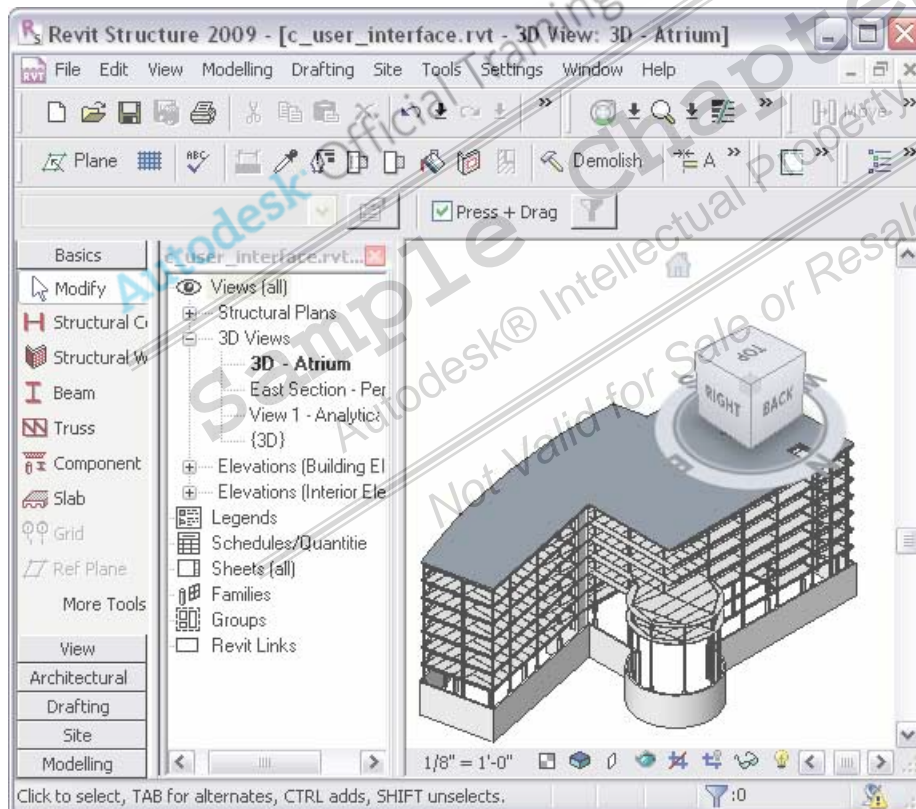 Revit Structure 2009 - [c_user_interface.rvt - 3D View: 3D - Atrium]
File Edit View Modelling Drafting Site Tools Settings Window Help
Move
Plane
Demolish
Press + Drag
Basics
Modify
Structural C
Structural W
Beam
Truss
Component
Slab
Grid
Ref Plane
More Tools
View
Architectural
Drafting
Site
Modelling
c_user_interface.rvt...
Views (all)
Structural Plans
3D Views
3D - Atrium
East Section - Per
View 1 - Analytica
{3D}
Elevations (Building El
Elevations (Interior Ele
Legends
Schedules/Quantitie
Sheets (all)
Families
Groups
Revit Links
TOP
RIGHT
BACK
1/8" = 1'-0"
Click to select, TAB for alternates, CTRL adds, SHIFT unselects.
:0
Autodesk Official Training
Sample Chapte
Autodesk® Intellectual Property
Not Valid for Sale or Resal